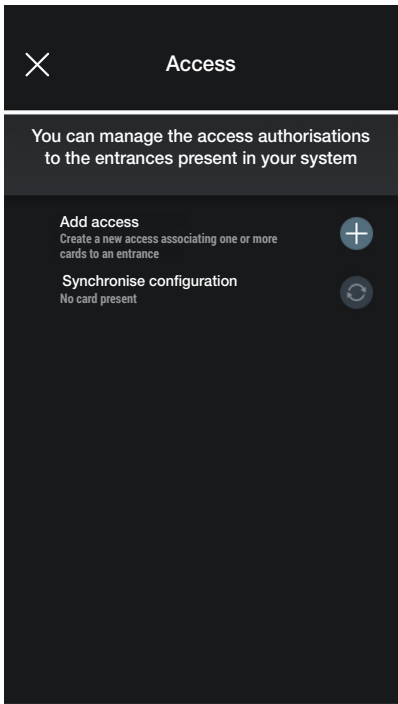 Access
You can manage the access authorisations
to the entrances present in your system
Add access
Create a new access associating one or more
cards to an entrance
Synchronise configuration
No card present